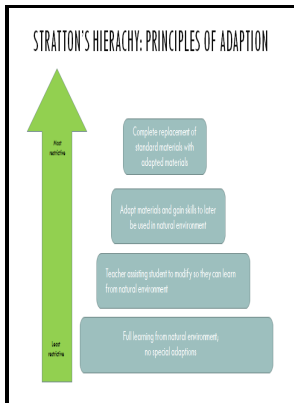 STRATTON'S HIERACHY: PRINCIPLES OF ADAPTION
Most
restrictive
Complete replacement of
standard materials with
adapted materials
Adapt materials and gain skills to later
be used in natural environment
Teacher assisting student to modify so they can learn
from natural environment
Full learning from natural environment,
no special adaptions
Least
restrictive